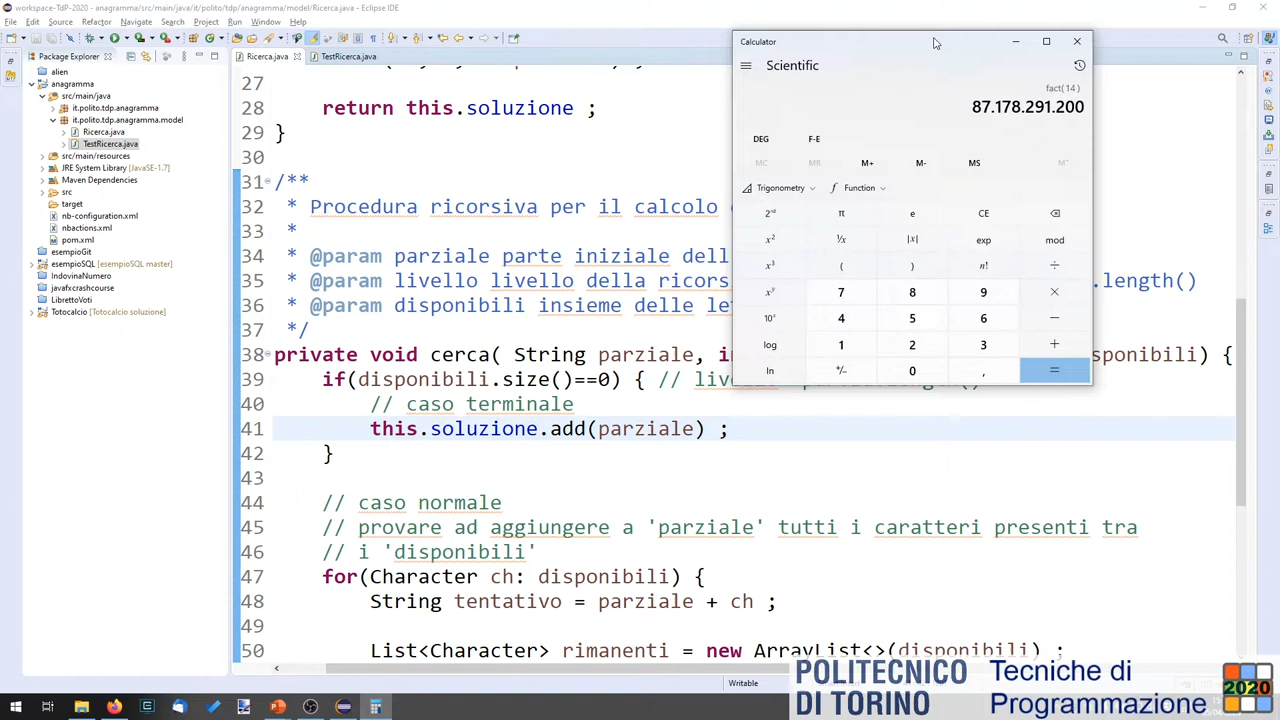 workspace-TdP-2020 - anagramma/src/main/java/it/polito/tdp/anagramma/model/Ricerca.java - Eclipse IDE
File Edit Source Refactor Navigate Search Project Run Window Help
Package Explorer
Ricerca.java
TestRicerca.java
alien
anagramma
src/main/java
it.polito.tdp.anagramma
it.polito.tdp.anagramma.model
Ricerca.java
TestRicerca.java
src/main/resources
JRE System Library [JavaSE-1.7]
Maven Dependencies
src
target
nb-configuration.xml
nbactions.xml
pom.xml
esempioGit
esempioSQL [esempioSQL master]
IndovinaNumero
javafxcrashcourse
LibrettoVoti
Totocalcio [Totocalcio soluzione]
27
28 return this.soluzione ;
29 }
30
31 /**
32 * Procedura ricorsiva per il calcolo
33 *
34 * @param parziale parte iniziale dell
35 * @param livello livello della ricors .length()
36 * @param disponibili insieme delle let
37 */
38 private void cerca( String parziale, in sponibili) {
39 if(disponibili.size()==0) { //
40 // caso terminale
41 this.soluzione.add(parziale) ;
42 }
43
44 // caso normale
45 // provare ad aggiungere a 'parziale' tutti i caratteri presenti tra
46 // i 'disponibili'
47 for(Character ch: disponibili) {
48 String tentativo = parziale + ch ;
49
50 List<Character> rimanenti = new ArrayList<>(disponibili) ;
Calculator
Scientific
fact(14)
87.178.291.200
DEG F-E
MC MR M+ M- MS
Trigonometry Function
2nd π e CE
x² ⅟x |x| exp mod
x³ ( ) n! ÷
xʸ 7 8 9 ×
10ˣ 4 5 6 −
log 1 2 3 +
ln +/- 0 , =
Writable
POLITECNICO
DI TORINO
Tecniche di
Programmazione
2020